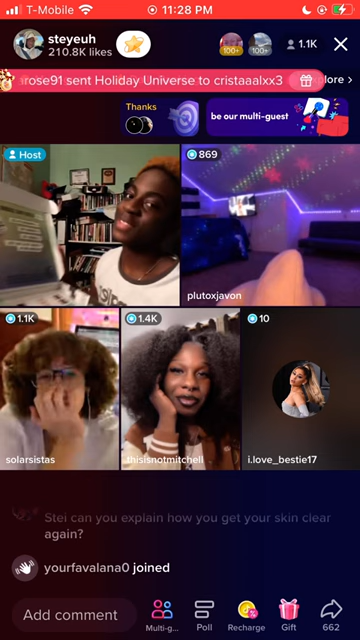 T-Mobile
11:28 PM
steyeuh
210.8K likes
100+
100+
1.1K
rose91 sent Holiday Universe to cristaaalxx3
plore >
Thanks
be our multi-guest
Host
869
plutoxjavon
1.1K
1.4K
10
solarsistas
.thisisnotmitchell
i.love_bestie17
Stei can you explain how you get your skin clear
again?
yourfavalana0 joined
Add comment
Multi-g...
Poll
Recharge
Gift
662